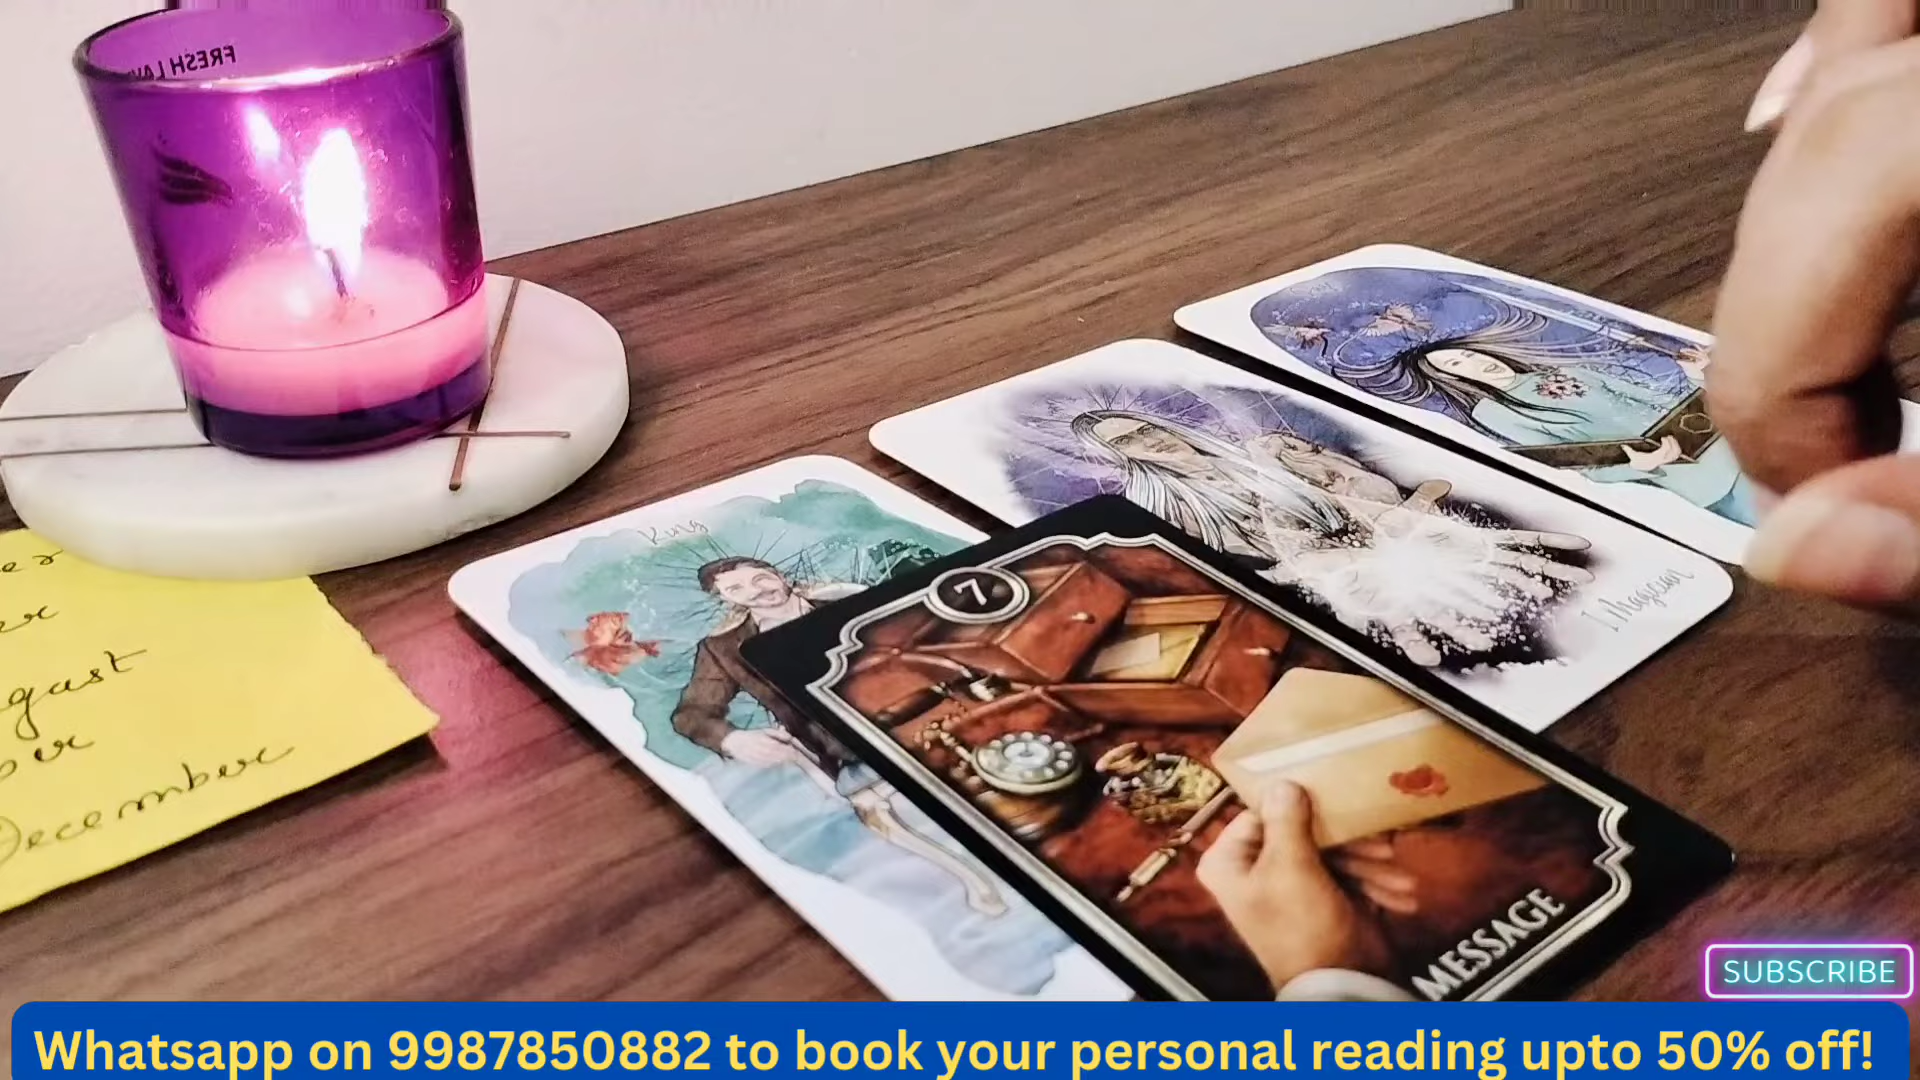 FRESH
King
7
I Magician
gust
December
MESSAGE
SUBSCRIBE
Whatsapp on 9987850882 to book your personal reading upto 50% off!